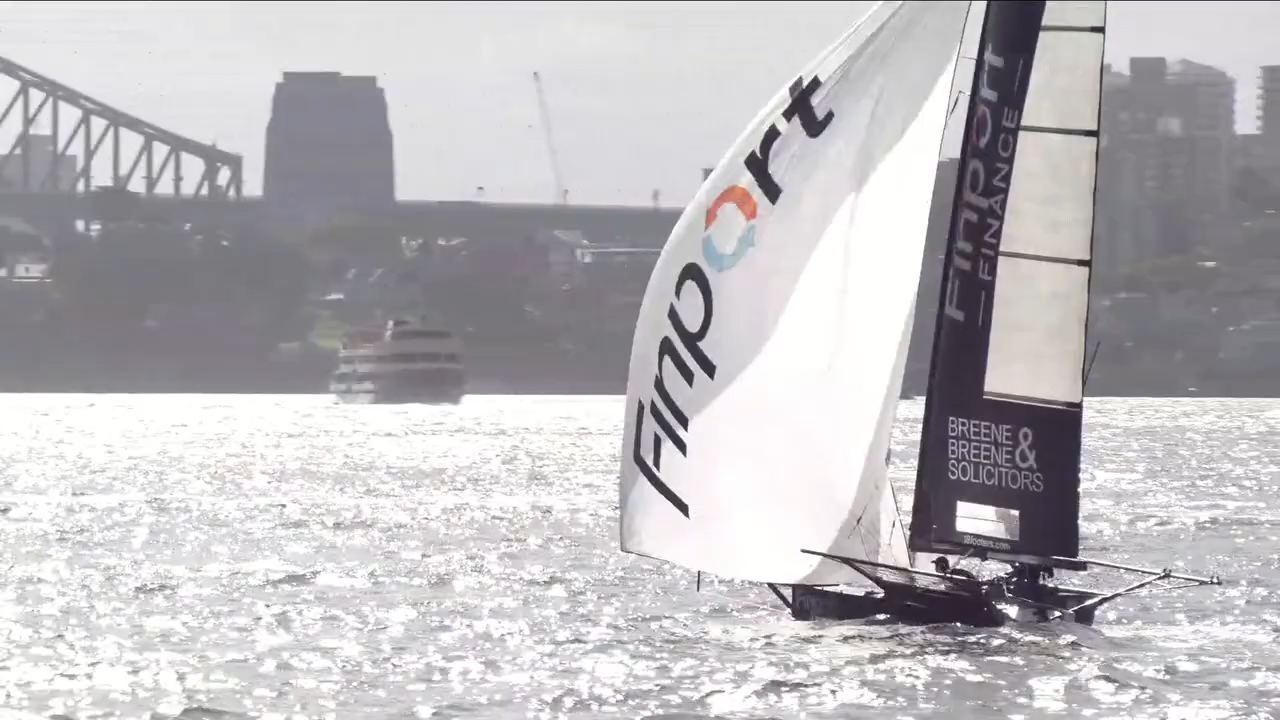 Finport
Finport
FINANCE
BREENE &
BREENE
SOLICITORS
18footers.com